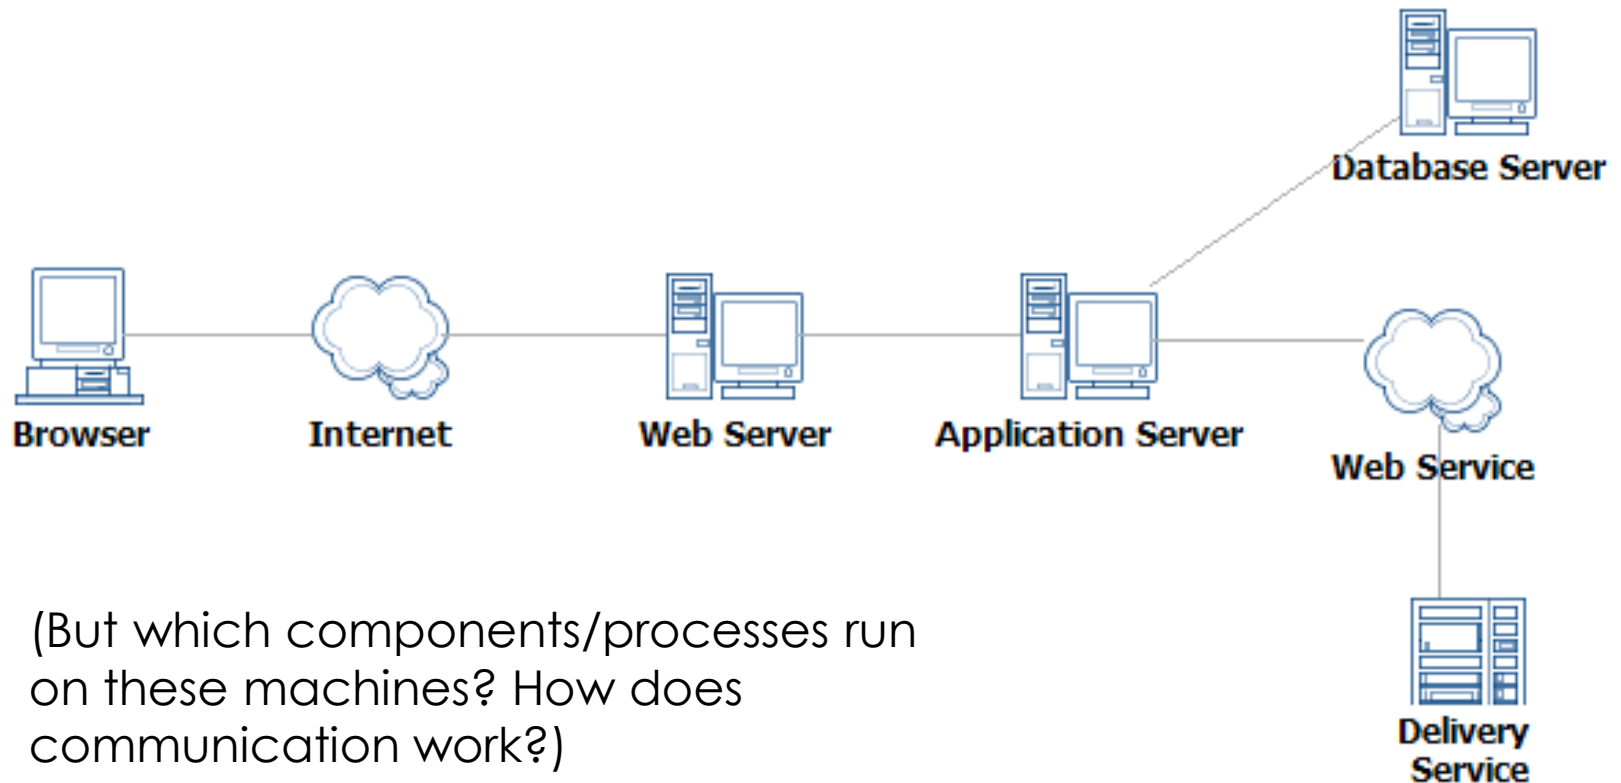 Database Server
Browser
Internet
Web Server
Application Server
Web Service
(But which components/processes run
on these machines? How does
communication work?)
Delivery
Service